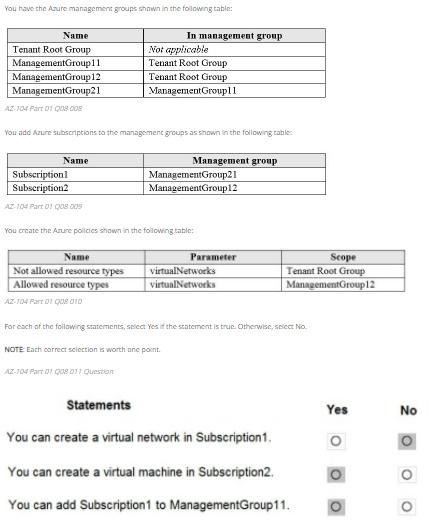 You have the Azure management groups shown in the following table:
Name In management group
Tenant Root Group Not applicable
ManagementGroup11 Tenant Root Group
ManagementGroup12 Tenant Root Group
ManagementGroup21 ManagementGroup11
AZ-104 Part 01 Q08 008
You add Azure subscriptions to the management groups as shown in the following table:
Name Management group
Subscription1 ManagementGroup21
Subscription2 ManagementGroup12
AZ-104 Part 01 Q08 009
You create the Azure policies shown in the following table:
Name Parameter Scope
Not allowed resource types virtualNetworks Tenant Root Group
Allowed resource types virtualNetworks ManagementGroup12
AZ-104 Part 01 Q08 010
For each of the following statements, select Yes if the statement is true. Otherwise, select No.
NOTE: Each correct selection is worth one point.
AZ-104 Part 01 Q08 011 Question
Statements Yes No
You can create a virtual network in Subscription1.
You can create a virtual machine in Subscription2.
You can add Subscription1 to ManagementGroup11.